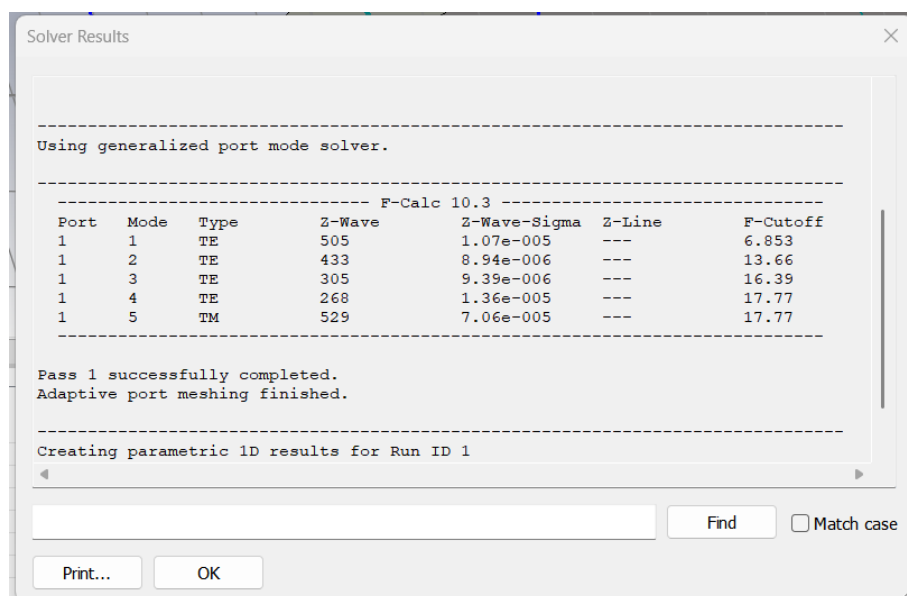 Solver Results
--------------------------------------------------------------------------------
Using generalized port mode solver.
--------------------------------------------------------------------------------
------------------------------- F-Calc 10.3 --------------------------------
Port Mode Type Z-Wave Z-Wave-Sigma Z-Line F-Cutoff
1 1 TE 505 1.07e-005 --- 6.853
1 2 TE 433 8.94e-006 --- 13.66
1 3 TE 305 9.39e-006 --- 16.39
1 4 TE 268 1.36e-005 --- 17.77
1 5 TM 529 7.06e-005 --- 17.77
----------------------------------------------------------------------------
Pass 1 successfully completed.
Adaptive port meshing finished.
--------------------------------------------------------------------------------
Creating parametric 1D results for Run ID 1
Find Match case
Print... OK